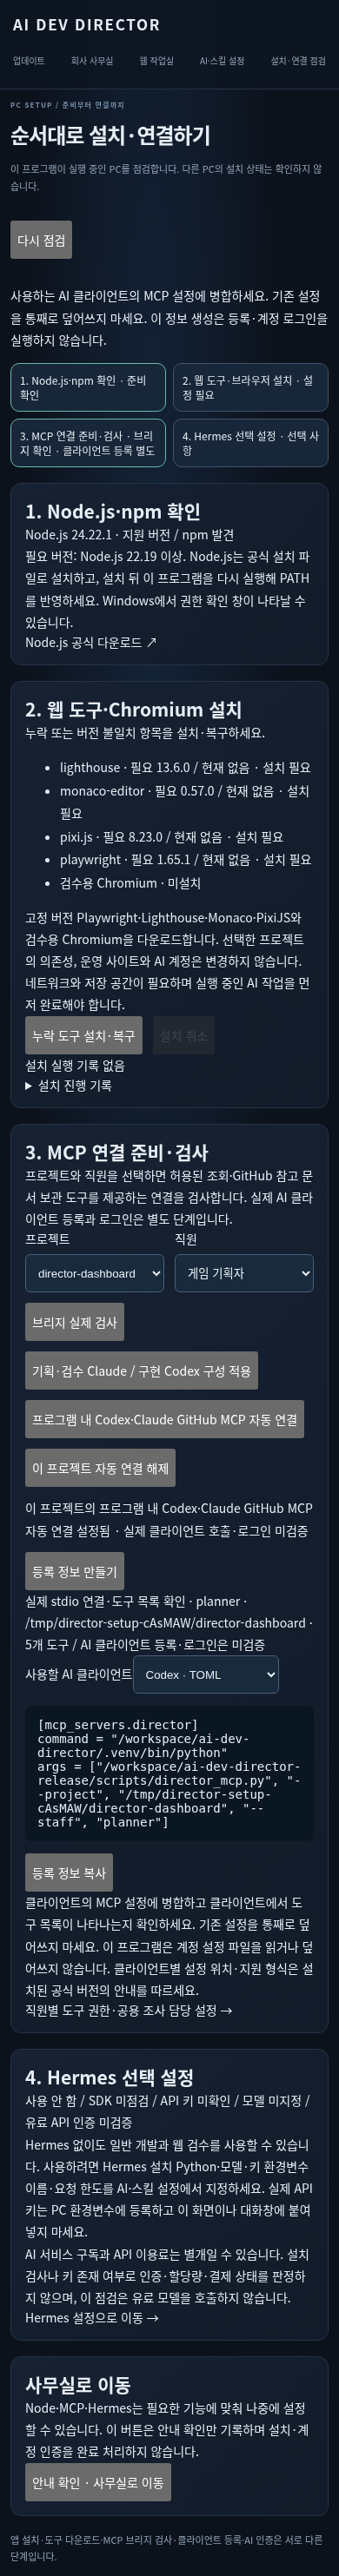 AI DEV DIRECTOR
업데이트 회사 사무실 웹 작업실 AI·스킬 설정 설치·연결 점검
PC SETUP / 준비부터 연결까지
순서대로 설치·연결하기
이 프로그램이 실행 중인 PC를 점검합니다. 다른 PC의 설치 상태는 확인하지 않
습니다.
다시 점검
사용하는 AI 클라이언트의 MCP 설정에 병합하세요. 기존 설정
을 통째로 덮어쓰지 마세요. 이 정보 생성은 등록·계정 로그인을
실행하지 않습니다.
1. Node.js·npm 확인 · 준비
확인
2. 웹 도구·브라우저 설치 · 설
정 필요
3. MCP 연결 준비·검사 · 브리
지 확인 · 클라이언트 등록 별도
4. Hermes 선택 설정 · 선택 사
항
1. Node.js·npm 확인
Node.js 24.22.1 · 지원 버전 / npm 발견
필요 버전: Node.js 22.19 이상. Node.js는 공식 설치 파
일로 설치하고, 설치 뒤 이 프로그램을 다시 실행해 PATH
를 반영하세요. Windows에서 권한 확인 창이 나타날 수
있습니다.
Node.js 공식 다운로드 ↗
2. 웹 도구·Chromium 설치
누락 또는 버전 불일치 항목을 설치·복구하세요.
• lighthouse · 필요 13.6.0 / 현재 없음 · 설치 필요
• monaco-editor · 필요 0.57.0 / 현재 없음 · 설치
필요
• pixi.js · 필요 8.23.0 / 현재 없음 · 설치 필요
• playwright · 필요 1.65.1 / 현재 없음 · 설치 필요
• 검수용 Chromium · 미설치
고정 버전 Playwright·Lighthouse·Monaco·PixiJS와
검수용 Chromium을 다운로드합니다. 선택한 프로젝트
의 의존성, 운영 사이트와 AI 계정은 변경하지 않습니다.
네트워크와 저장 공간이 필요하며 실행 중인 AI 작업을 먼
저 완료해야 합니다.
누락 도구 설치·복구 설치 취소
설치 실행 기록 없음
▶ 설치 진행 기록
3. MCP 연결 준비·검사
프로젝트와 직원을 선택하면 허용된 조회·GitHub 참고 문
서 보관 도구를 제공하는 연결을 검사합니다. 실제 AI 클라
이언트 등록과 로그인은 별도 단계입니다.
프로젝트 직원
director-dashboard 게임 기획자
브리지 실제 검사
기획·검수 Claude / 구현 Codex 구성 적용
프로그램 내 Codex·Claude GitHub MCP 자동 연결
이 프로젝트 자동 연결 해제
이 프로젝트의 프로그램 내 Codex·Claude GitHub MCP
자동 연결 설정됨 · 실제 클라이언트 호출·로그인 미검증
등록 정보 만들기
실제 stdio 연결·도구 목록 확인 · planner ·
/tmp/director-setup-cAsMAW/director-dashboard ·
5개 도구 / AI 클라이언트 등록·로그인은 미검증
사용할 AI 클라이언트 Codex · TOML
[mcp_servers.director]
command = "/workspace/ai-dev-
director/.venv/bin/python"
args = ["/workspace/ai-dev-director-
release/scripts/director_mcp.py", "-
-project", "/tmp/director-setup-
cAsMAW/director-dashboard", "--
staff", "planner"]
등록 정보 복사
클라이언트의 MCP 설정에 병합하고 클라이언트에서 도
구 목록이 나타나는지 확인하세요. 기존 설정을 통째로 덮
어쓰지 마세요. 이 프로그램은 계정 설정 파일을 읽거나 덮
어쓰지 않습니다. 클라이언트별 설정 위치·지원 형식은 설
치된 공식 버전의 안내를 따르세요.
직원별 도구 권한·공용 조사 담당 설정 →
4. Hermes 선택 설정
사용 안 함 / SDK 미점검 / API 키 미확인 / 모델 미지정 /
유료 API 인증 미검증
Hermes 없이도 일반 개발과 웹 검수를 사용할 수 있습니
다. 사용하려면 Hermes 설치 Python·모델·키 환경변수
이름·요청 한도를 AI·스킬 설정에서 지정하세요. 실제 API
키는 PC 환경변수에 등록하고 이 화면이나 대화창에 붙여
넣지 마세요.
AI 서비스 구독과 API 이용료는 별개일 수 있습니다. 설치
검사나 키 존재 여부로 인증·할당량·결제 상태를 판정하
지 않으며, 이 점검은 유료 모델을 호출하지 않습니다.
Hermes 설정으로 이동 →
사무실로 이동
Node·MCP·Hermes는 필요한 기능에 맞춰 나중에 설정
할 수 있습니다. 이 버튼은 안내 확인만 기록하며 설치·계
정 인증을 완료 처리하지 않습니다.
안내 확인 · 사무실로 이동
앱 설치·도구 다운로드·MCP 브리지 검사·클라이언트 등록·AI 인증은 서로 다른
단계입니다.